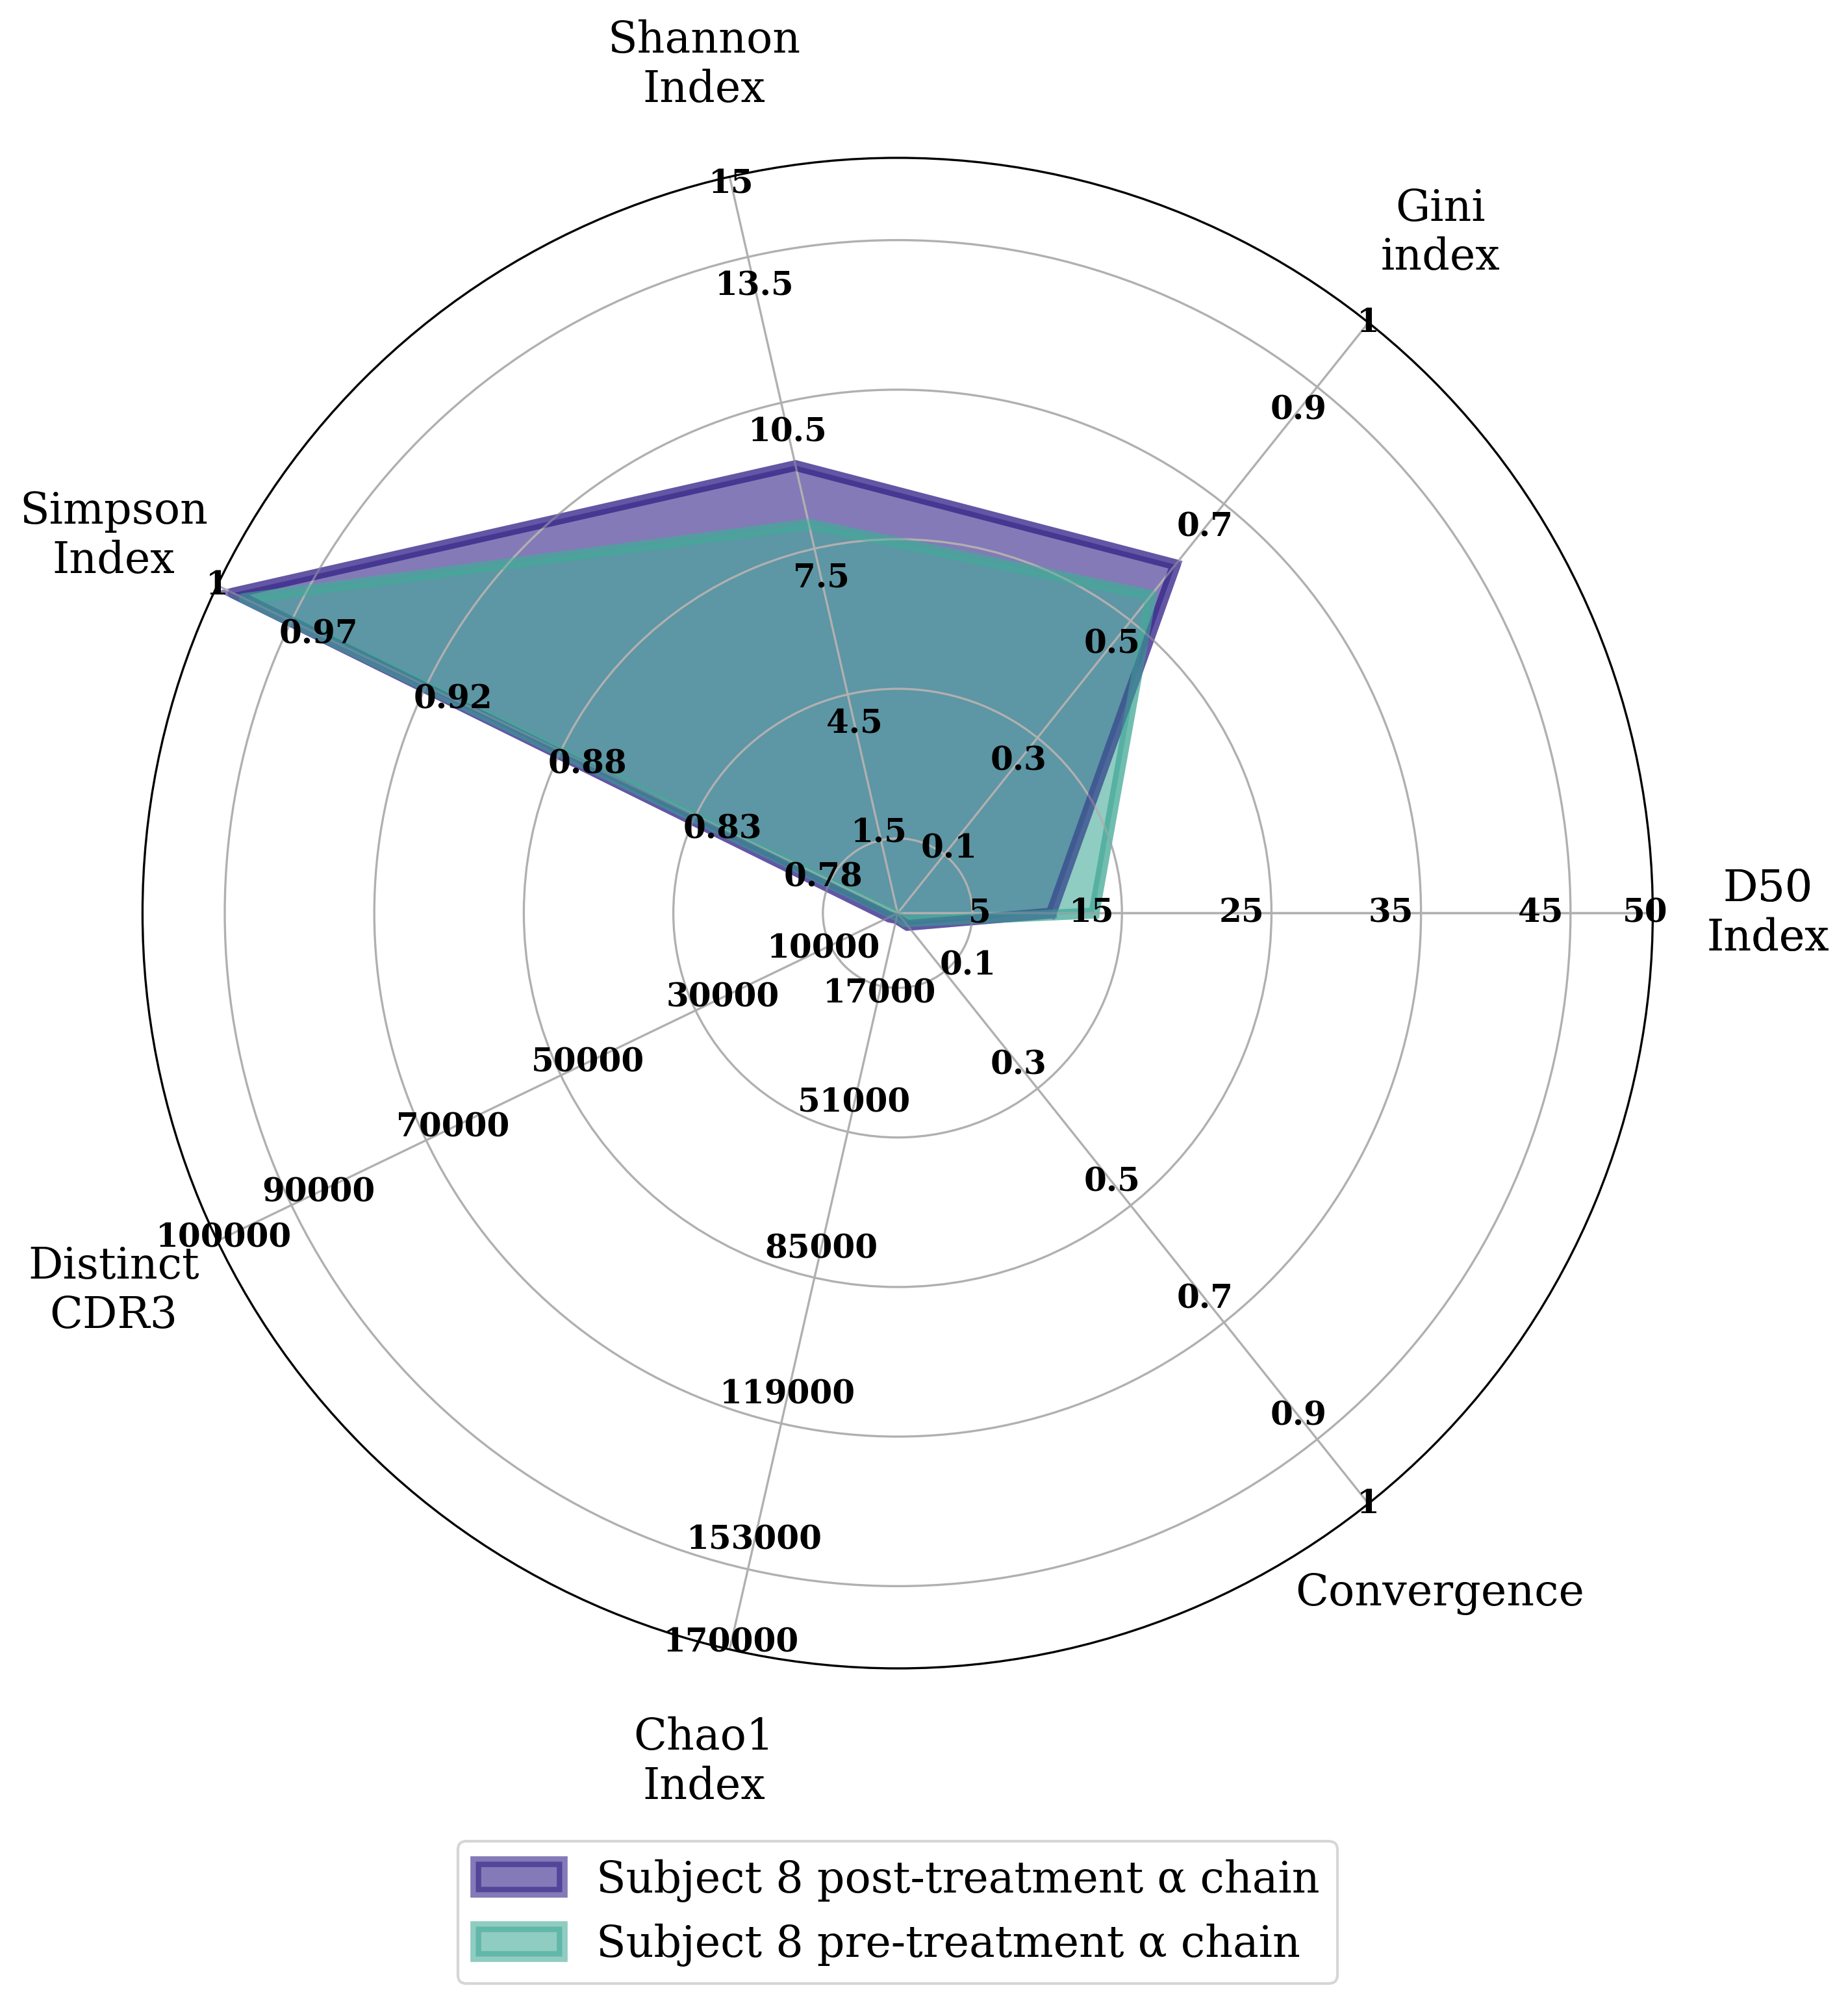 Shannon
Index
Gini
index
15
13.5
10.5
7.5
4.5
1.5
1
0.9
0.7
0.5
0.3
0.1
Simpson
Index
1
0.97
0.92
0.88
0.83
0.78
D50
Index
5
15
25
35
45
50
10000
30000
50000
70000
90000
100000
Distinct
CDR3
17000
51000
85000
119000
153000
170000
Chao1
Index
0.1
0.3
0.5
0.7
0.9
1
Convergence
Subject 8 post-treatment α chain
Subject 8 pre-treatment α chain